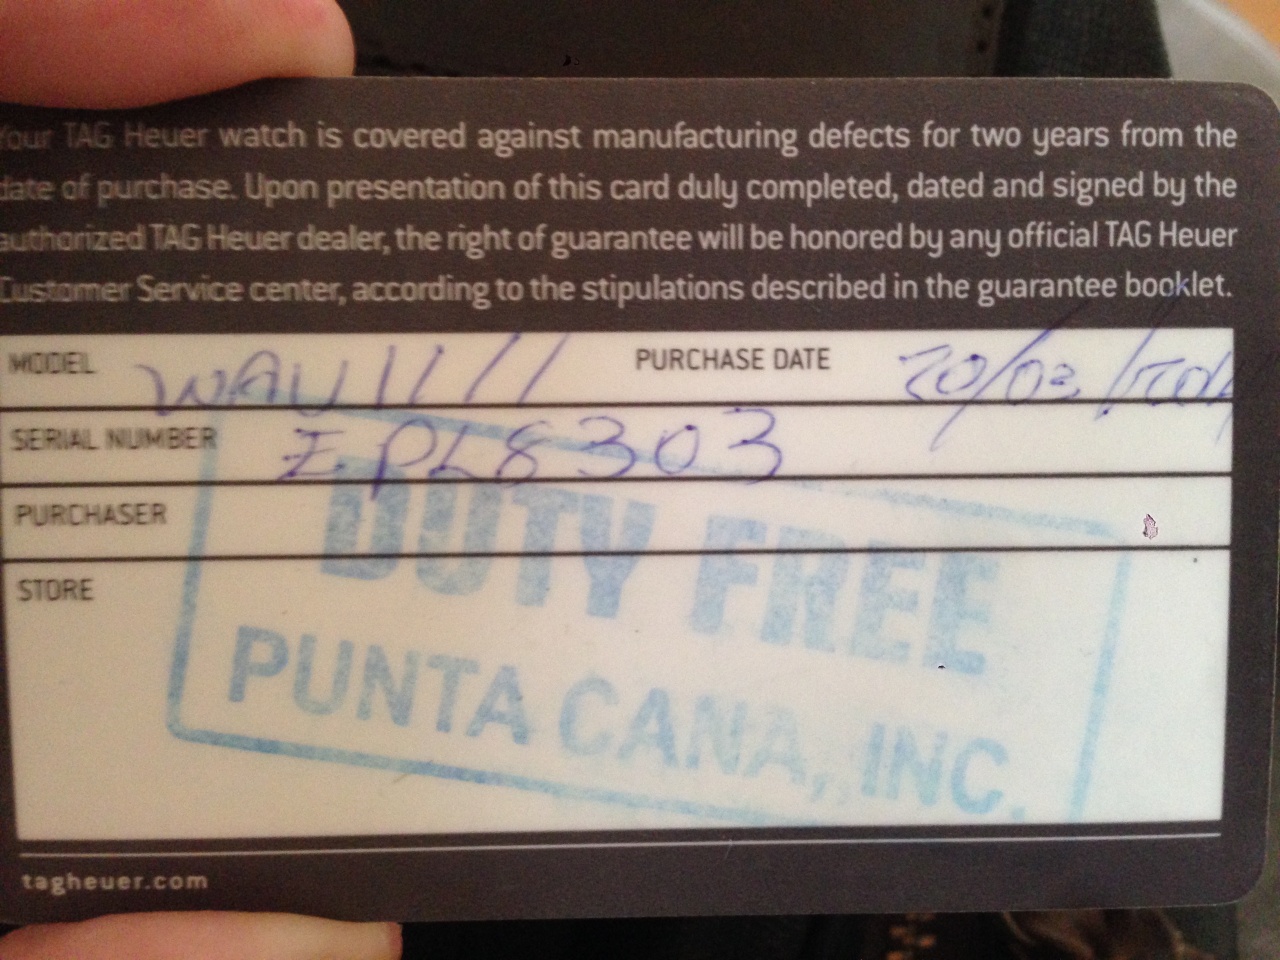 Your TAG Heuer watch is covered against manufacturing defects for two years from the
date of purchase. Upon presentation of this card duly completed, dated and signed by the
authorized TAG Heuer dealer, the right of guarantee will be honored by any official TAG Heuer
Customer Service center, according to the stipulations described in the guarantee booklet.
MODEL WAU1111 PURCHASE DATE
SERIAL NUMBER EPL8303
PURCHASER
STORE
DUTY FREE
PUNTA CANA, INC.
tagheuer.com